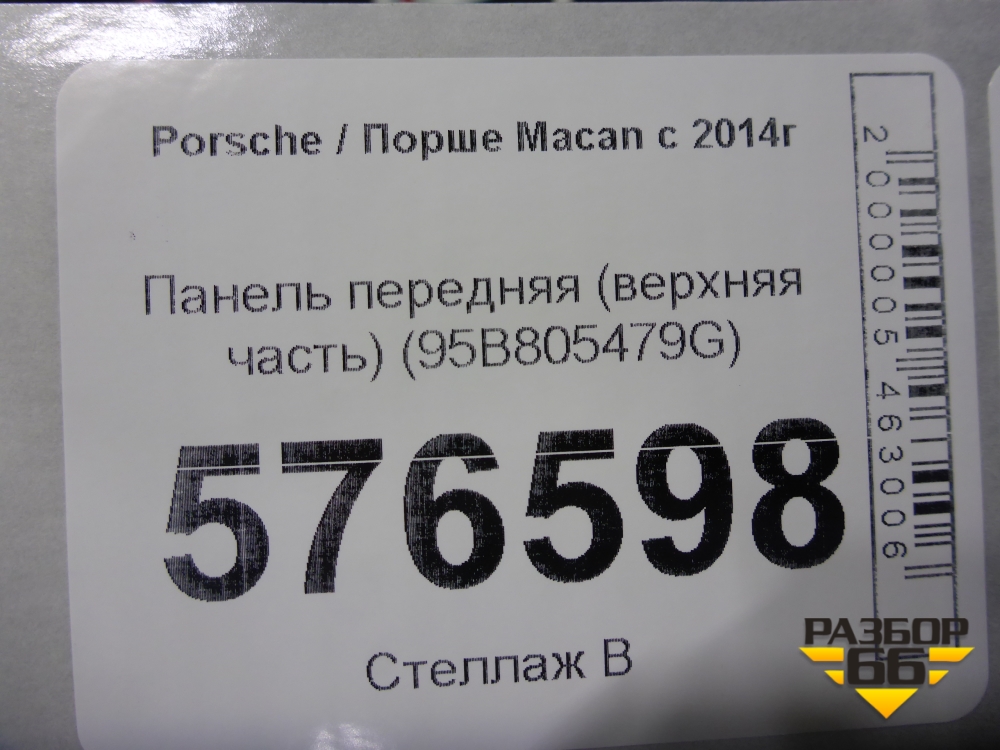 Porsche / Порше Macan с 2014г
Панель передняя (верхняя
часть) (95B805479G)
576598
Стеллаж В
2000005463006
РАЗБОР
66